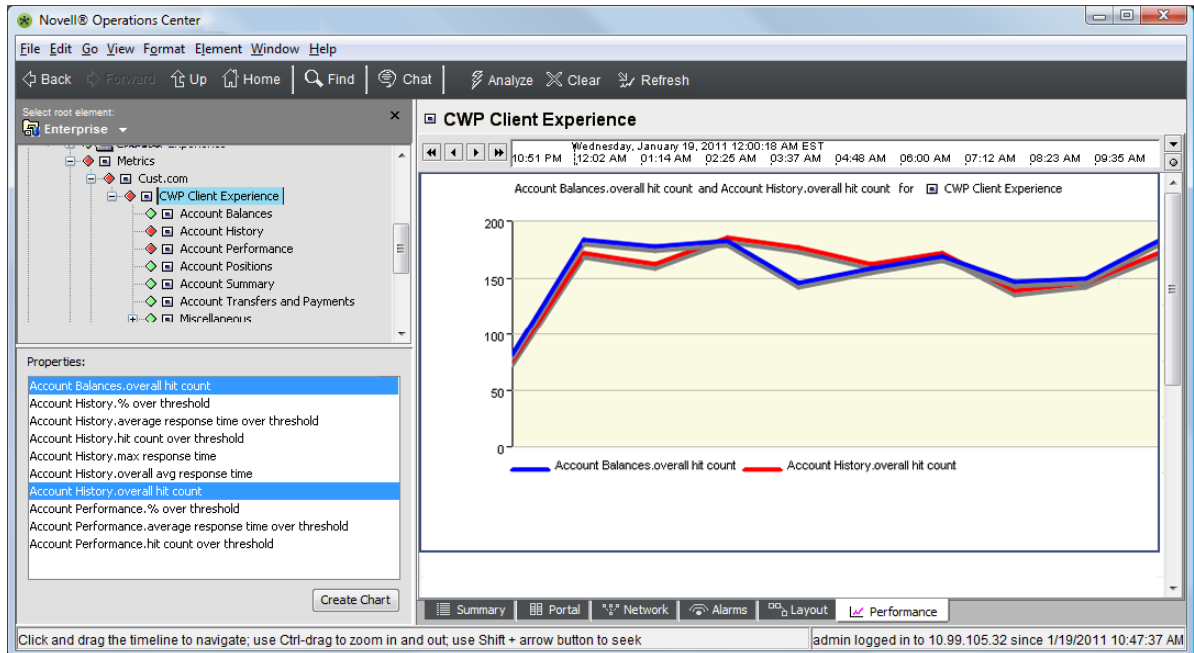 Novell® Operations Center
File Edit Go View Format Element Window Help
Back Forward Up Home Find Chat Analyze Clear Refresh
Select root element:
Enterprise
Metrics
Cust.com
CWP Client Experience
Account Balances
Account History
Account Performance
Account Positions
Account Summary
Account Transfers and Payments
Miscellaneous
Properties:
Account Balances.overall hit count
Account History.% over threshold
Account History.average response time over threshold
Account History.hit count over threshold
Account History.max response time
Account History.overall avg response time
Account History.overall hit count
Account Performance.% over threshold
Account Performance.average response time over threshold
Account Performance.hit count over threshold
Create Chart
CWP Client Experience
Wednesday, January 19, 2011 12:00:18 AM EST
10:51 PM 12:02 AM 01:14 AM 02:25 AM 03:37 AM 04:48 AM 06:00 AM 07:12 AM 08:23 AM 09:35 AM
Account Balances.overall hit count and Account History.overall hit count for CWP Client Experience
200
150
100
50
0
Account Balances.overall hit count Account History.overall hit count
Summary Portal Network Alarms Layout Performance
Click and drag the timeline to navigate; use Ctrl-drag to zoom in and out; use Shift + arrow button to seek
admin logged in to 10.99.105.32 since 1/19/2011 10:47:37 AM